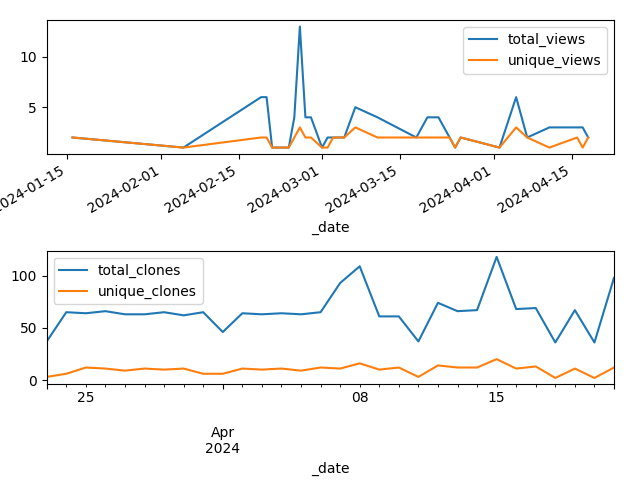 10
5
total_views
unique_views
2024-01-15
2024-02-01
2024-02-15
2024-03-01
2024-03-15
2024-04-01
2024-04-15
_date
100
50
0
total_clones
unique_clones
25
08
15
Apr
2024
_date